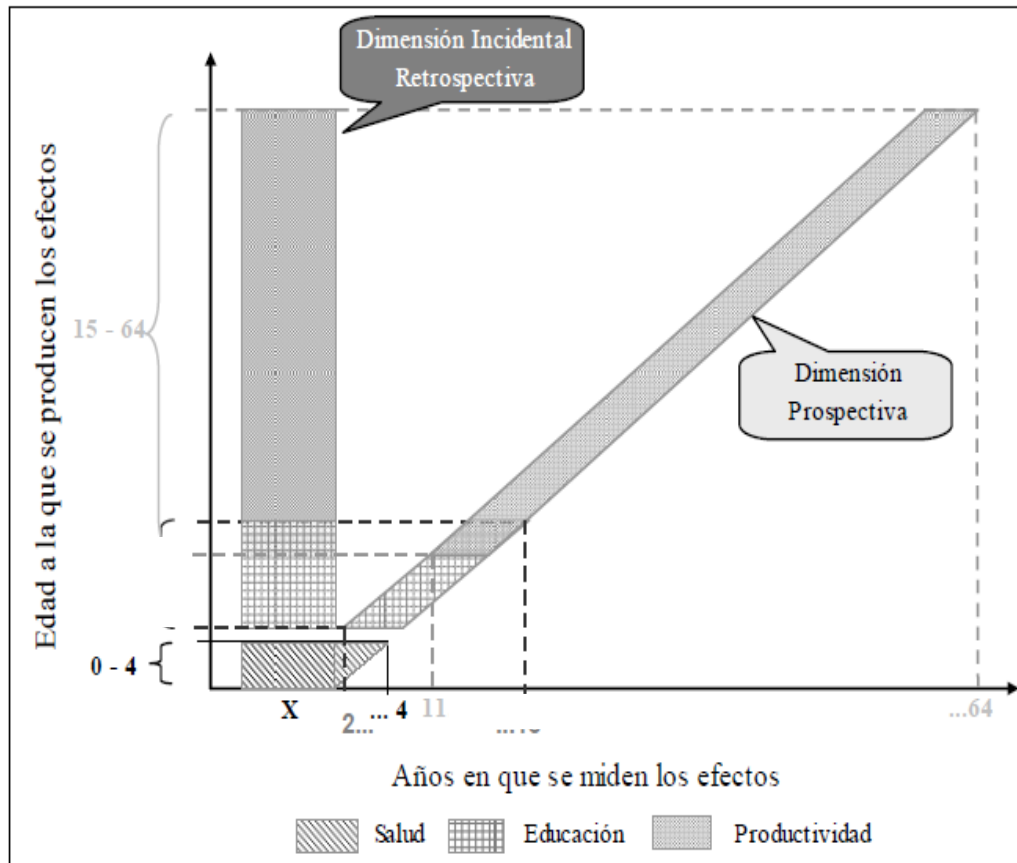 Dimensión Incidental
Retrospectiva
Edad a la que se producen los efectos
15 - 64
Dimensión
Prospectiva
0 - 4
X
2...
... 4
11
...64
Años en que se miden los efectos
Salud
Educación
Productividad